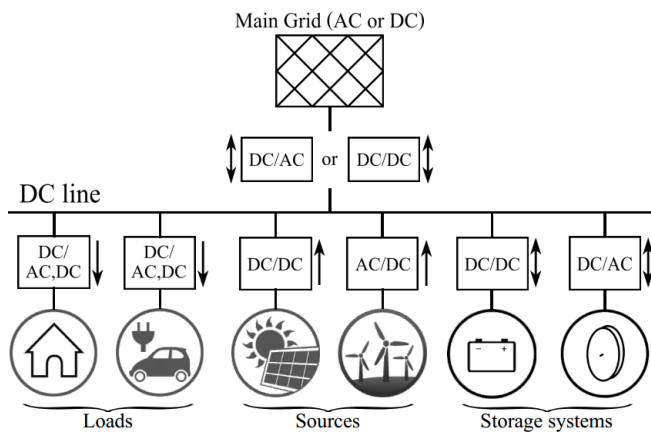 Main Grid (AC or DC)
DC/AC or DC/DC
DC line
DC/
AC,DC
DC/
AC,DC
DC/DC
AC/DC
DC/DC
DC/AC
- +
Loads
Sources
Storage systems